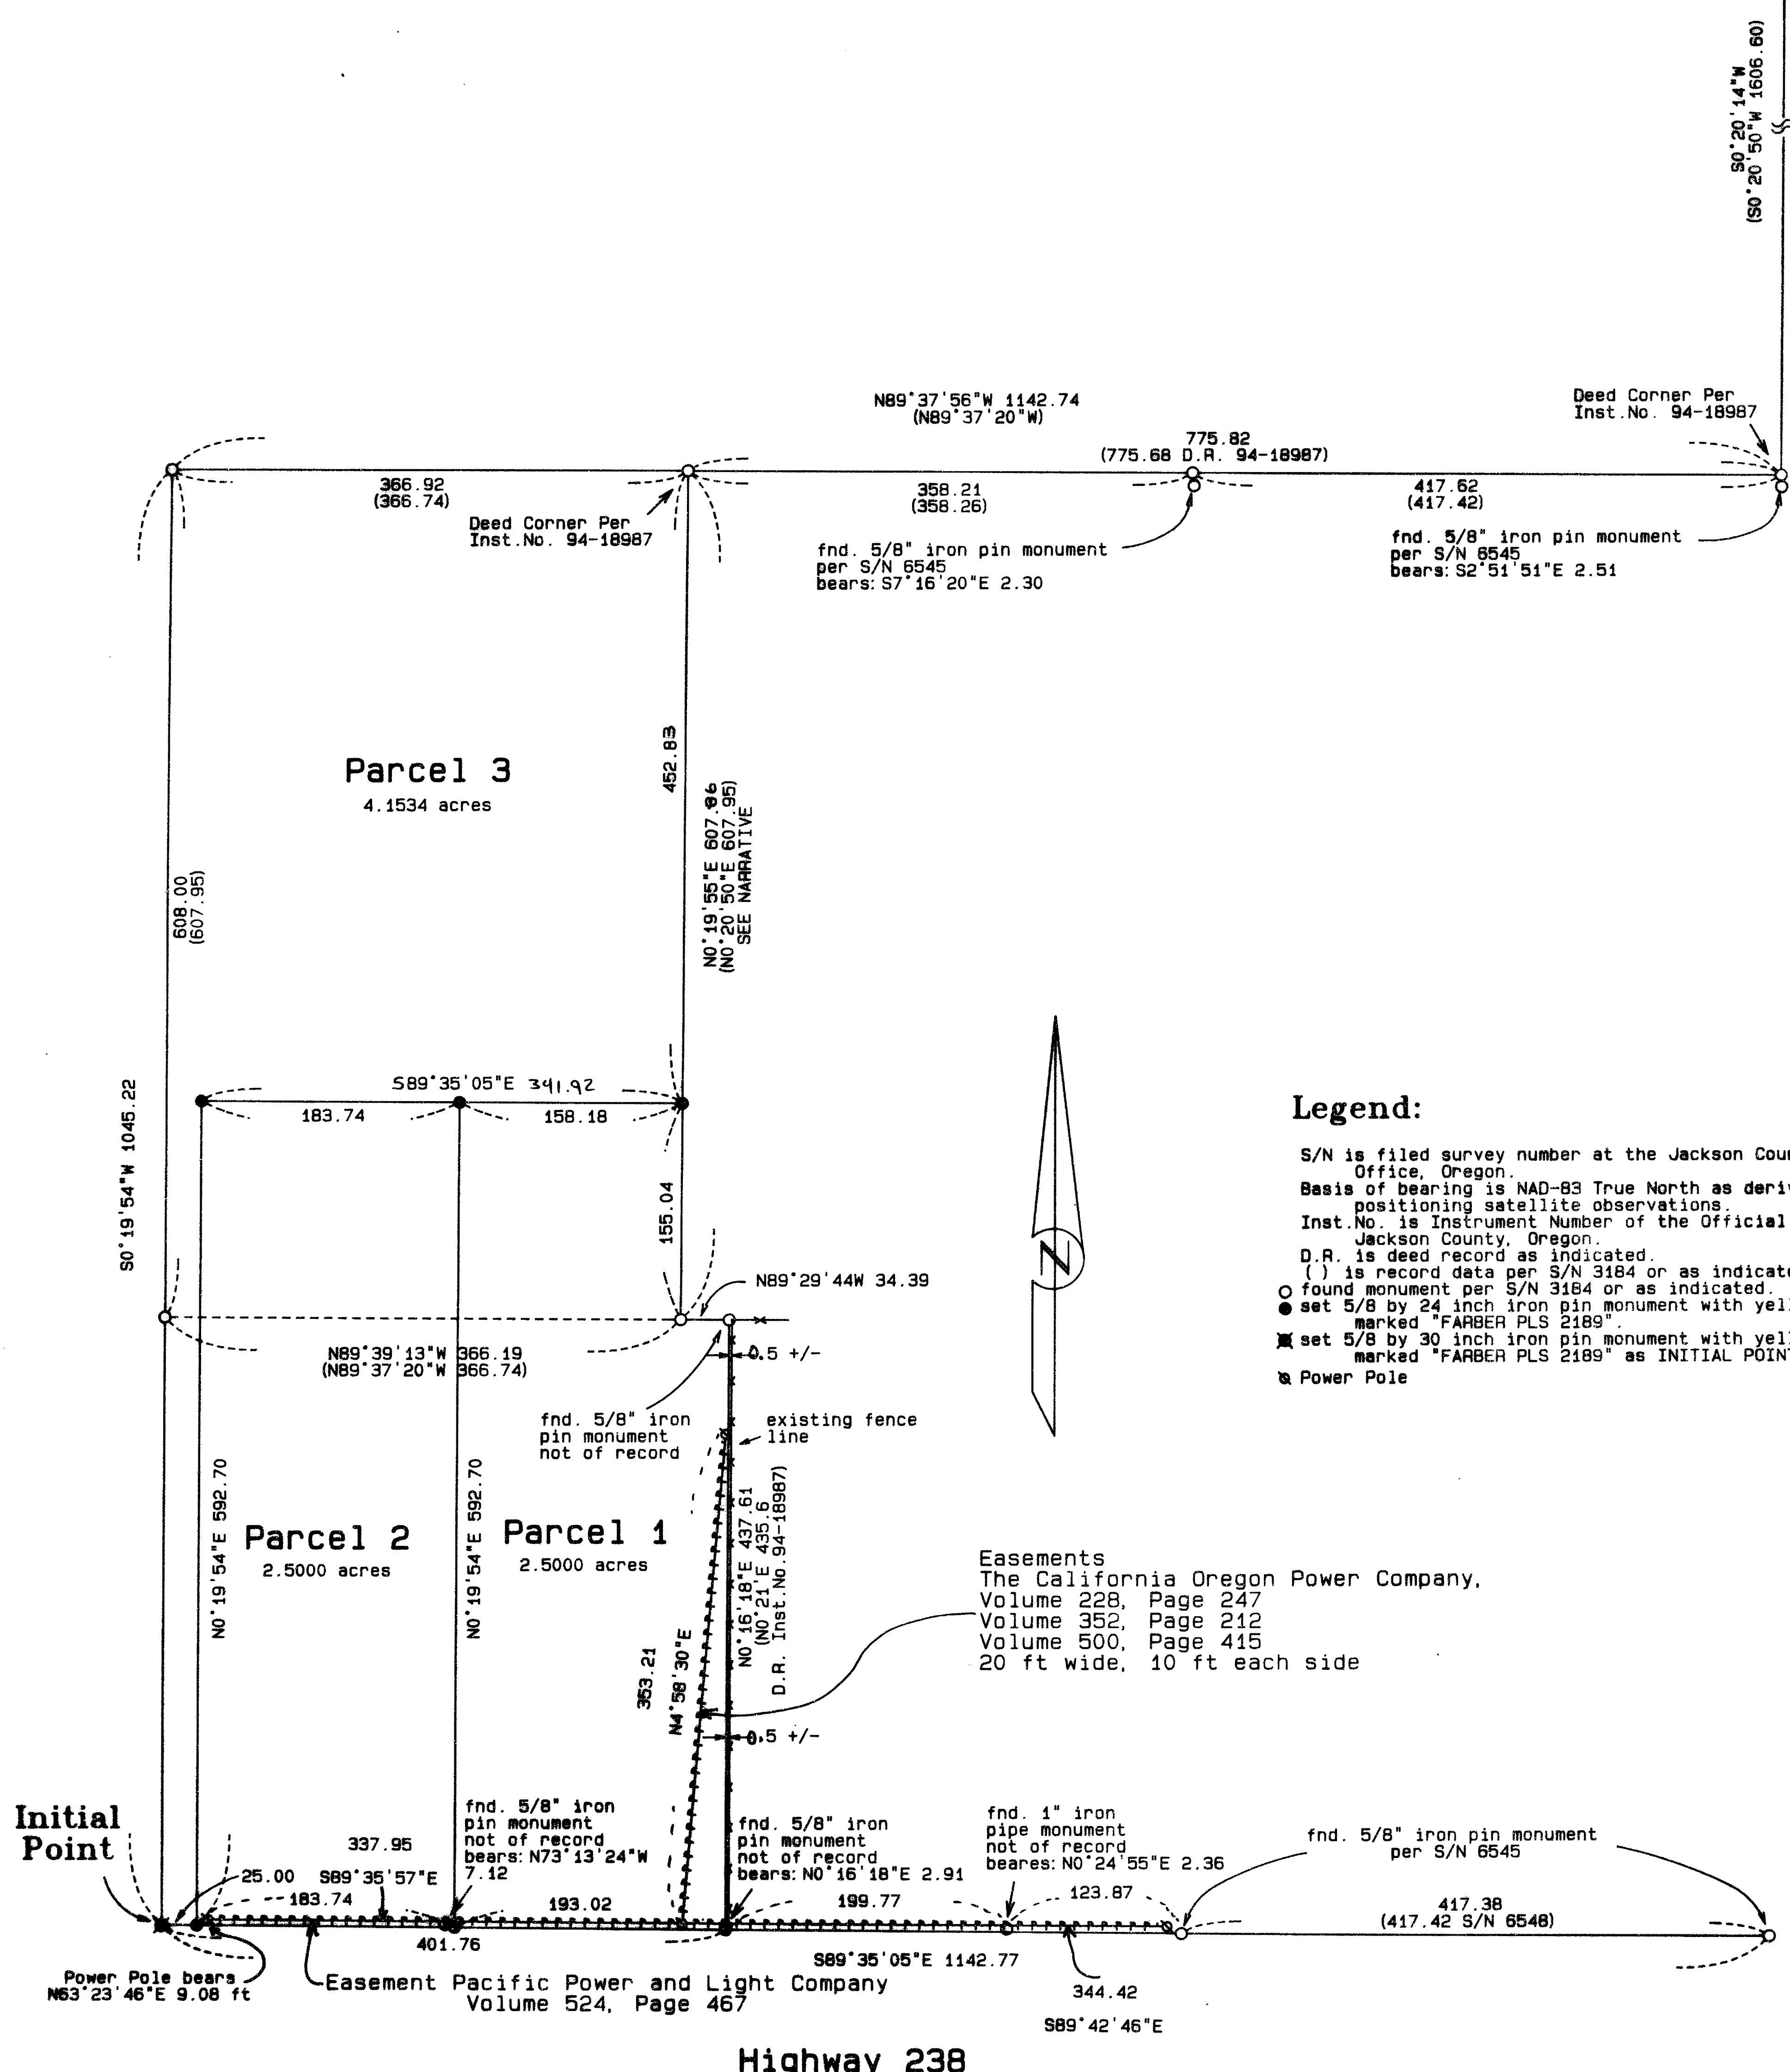 S0°20'14"W
(S0°20'50"W 1606.60)
N89°37'56"W 1142.74
(N89°37'20"W)
Deed Corner Per
Inst.No. 94-18987
775.82
(775.68 D.R. 94-18987)
366.92
(366.74)
358.21
(358.26)
417.62
(417.42)
Deed Corner Per
Inst.No. 94-18987
fnd. 5/8" iron pin monument
per S/N 6545
bears: S7°16'20"E 2.30
fnd. 5/8" iron pin monument
per S/N 6545
bears: S2°51'51"E 2.51
Parcel 3
4.1534 acres
452.83
N0°19'55"E 607.86
(N0°20'50"E 607.95)
SEE NARRATIVE
608.00
(607.95)
S0°19'54"W 1045.22
S89°35'05"E 341.92
183.74
158.18
155.04
N89°29'44W 34.39
N89°39'13"W 366.19
(N89°37'20"W 366.74)
0.5 +/-
fnd. 5/8" iron
pin monument
not of record
existing fence
line
Legend:
S/N is filed survey number at the Jackson Cou
Office, Oregon.
Basis of bearing is NAD-83 True North as deri
positioning satellite observations.
Inst.No. is Instrument Number of the Official
Jackson County, Oregon.
D.R. is deed record as indicated.
( ) is record data per S/N 3184 or as indicate
found monument per S/N 3184 or as indicated.
set 5/8 by 24 inch iron pin monument with yel
marked "FARBER PLS 2189".
set 5/8 by 30 inch iron pin monument with yel
marked "FARBER PLS 2189" as INITIAL POINT
Power Pole
N
N0°19'54"E 592.70
Parcel 2
2.5000 acres
N0°19'54"E 592.70
Parcel 1
2.5000 acres
353.21
N4°58'30"E
N0°16'18"E 437.61
(N0°21'E 435.6
D.R. Inst.No.94-18987)
0.5 +/-
Easements
The California Oregon Power Company,
Volume 228, Page 247
Volume 352, Page 212
Volume 500, Page 415
20 ft wide, 10 ft each side
Initial
Point
337.95
25.00
S89°35'57"E
183.74
fnd. 5/8" iron
pin monument
not of record
bears: N73°13'24"W
7.12
193.02
fnd. 5/8" iron
pin monument
not of record
bears: N0°16'18"E 2.91
199.77
fnd. 1" iron
pipe monument
not of record
beares: N0°24'55"E 2.36
123.87
fnd. 5/8" iron pin monument
per S/N 6545
417.38
(417.42 S/N 6548)
401.76
S89°35'05"E 1142.77
344.42
S89°42'46"E
Power Pole bears
N63°23'46"E 9.08 ft
Easement Pacific Power and Light Company
Volume 524, Page 467
Highway 238